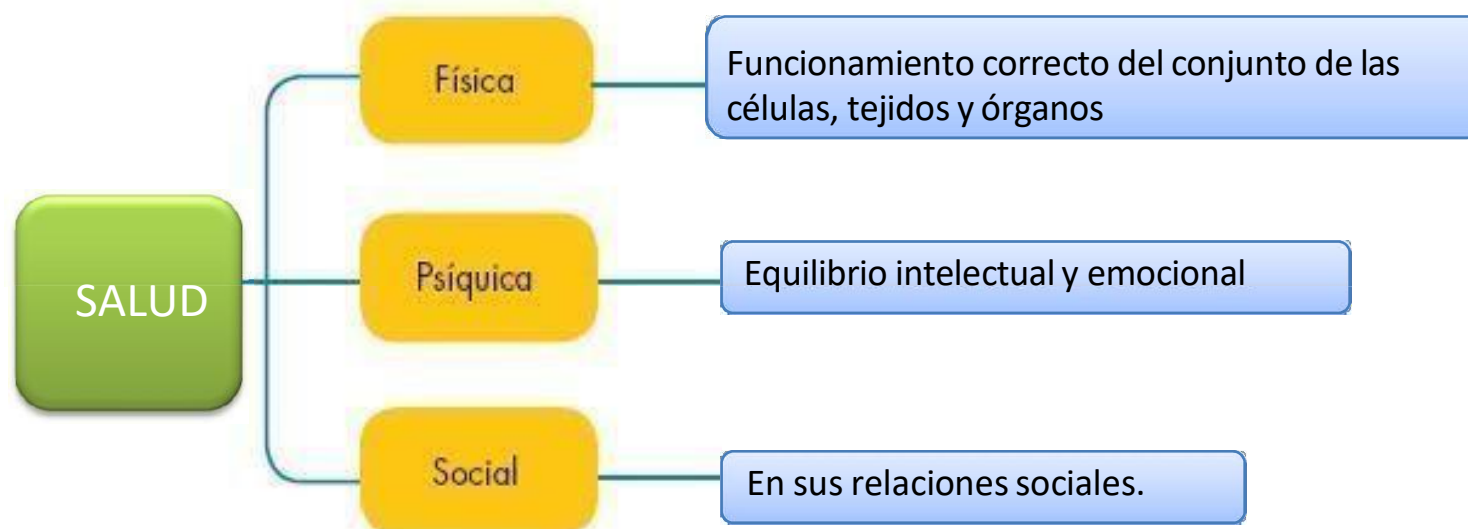 SALUD
Física
Funcionamiento correcto del conjunto de las
células, tejidos y órganos
Psíquica
Equilibrio intelectual y emocional
Social
En sus relaciones sociales.